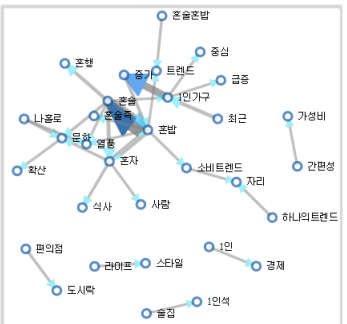 혼술혼밥
중심
혼행
증가
트렌드
급증
혼술
1인가구
나홀로
혼술족
최근
가성비
문화
혼밥
열풍
확산
혼자
소비트렌드
간편성
자리
식사
사람
하나의트렌드
편의점
1인
라이프
스타일
경제
도시락
1인석
술집